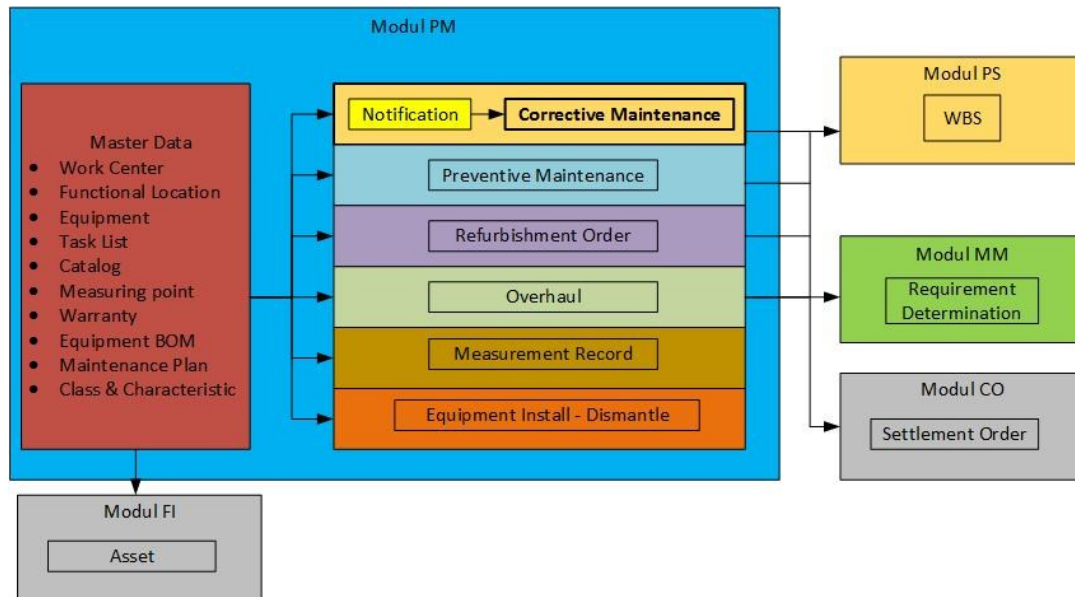 Modul PM
Master Data
• Work Center
• Functional Location
• Equipment
• Task List
• Catalog
• Measuring point
• Warranty
• Equipment BOM
• Maintenance Plan
• Class & Characteristic
Notification
Corrective Maintenance
Preventive Maintenance
Refurbishment Order
Overhaul
Measurement Record
Equipment Install - Dismantle
Modul PS
WBS
Modul MM
Requirement
Determination
Modul CO
Settlement Order
Modul FI
Asset